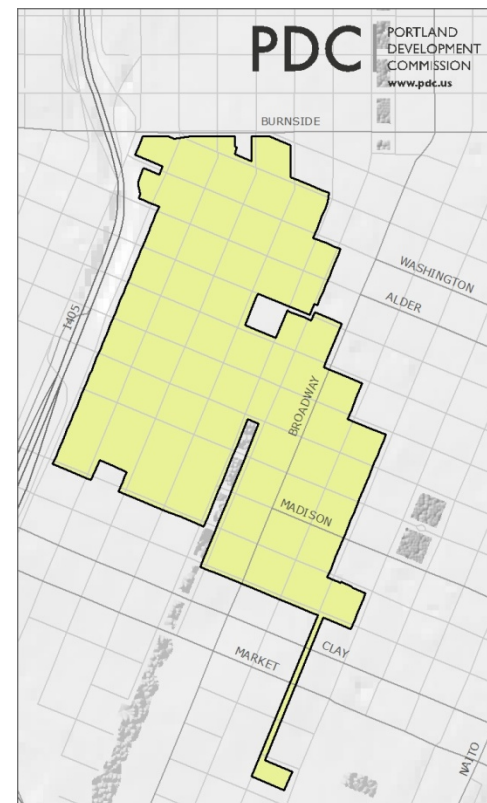 PDC
PORTLAND
DEVELOPMENT
COMMISSION
www.pdc.us
BURNSIDE
WASHINGTON
ALDER
I405
BROADWAY
MADISON
CLAY
MARKET
NAITO